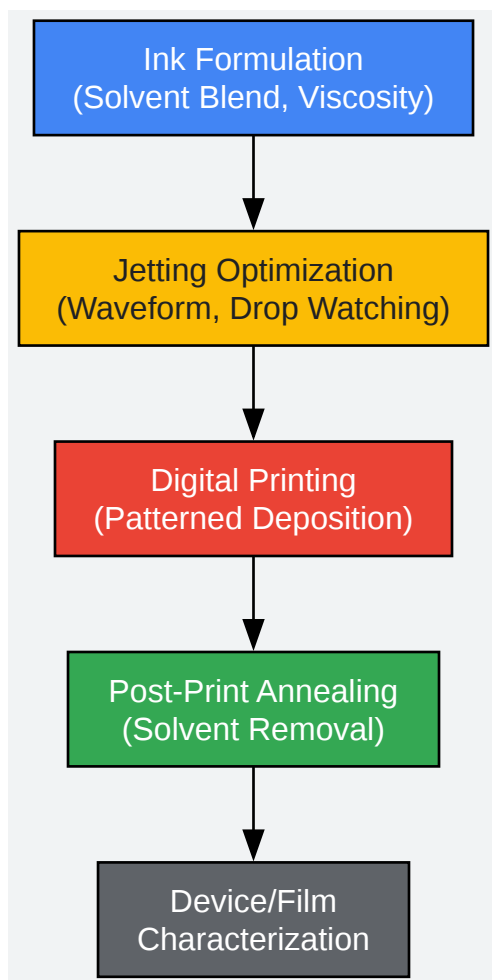 Ink Formulation
(Solvent Blend, Viscosity)
Jetting Optimization
(Waveform, Drop Watching)
Digital Printing
(Patterned Deposition)
Post-Print Annealing
(Solvent Removal)
Device/Film
Characterization